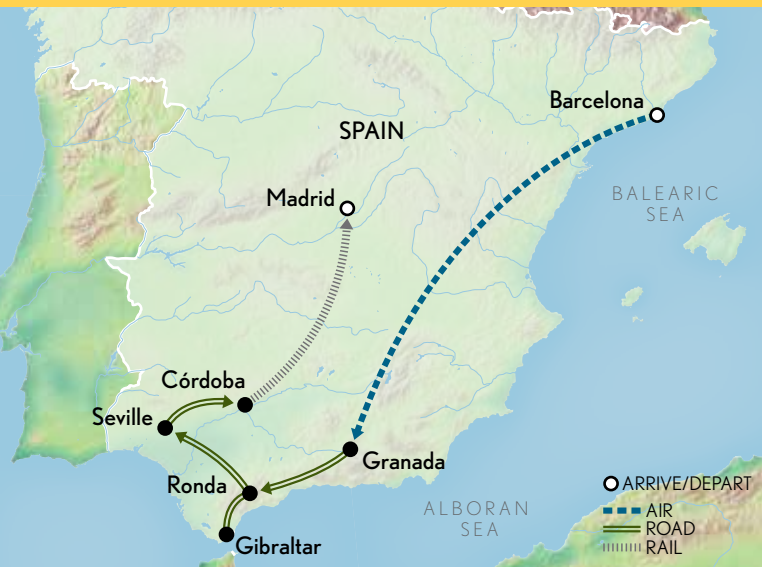 Barcelona
SPAIN
Madrid
BALEARIC
SEA
Córdoba
Seville
Granada
Ronda
Gibraltar
ALBORAN
SEA
ARRIVE/DEPART
AIR
ROAD
RAIL